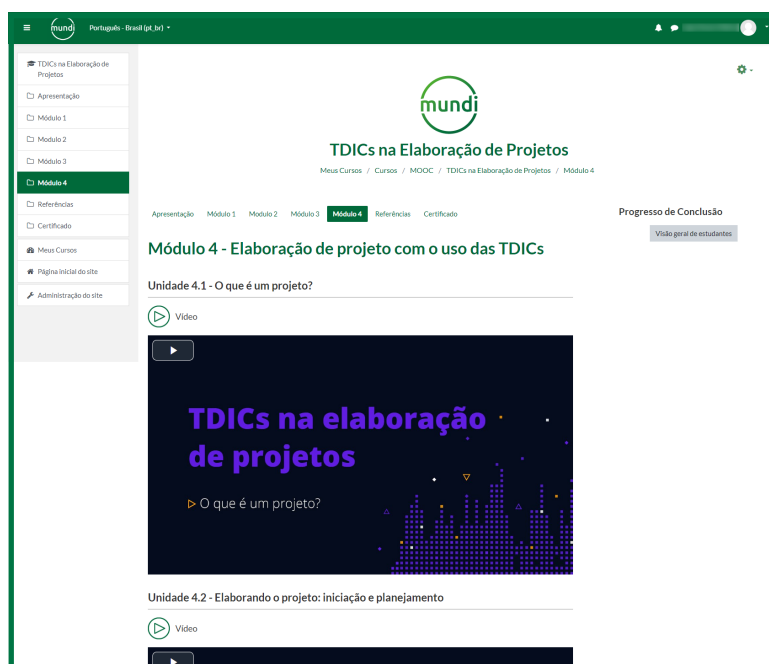 mundi
Português - Brasil (pt_br)
TDICs na Elaboração de
Projetos
Apresentação
Módulo 1
Modulo 2
Módulo 3
Módulo 4
Referências
Certificado
Meus Cursos
Página inicial do site
Administração do site
mundi
TDICs na Elaboração de Projetos
Meus Cursos / Cursos / MOOC / TDICs na Elaboração de Projetos / Módulo 4
Apresentação Módulo 1 Modulo 2 Módulo 3 Módulo 4 Referências Certificado
Progresso de Conclusão
Visão geral de estudantes
Módulo 4 - Elaboração de projeto com o uso das TDICs
Unidade 4.1 - O que é um projeto?
Vídeo
TDICs na elaboração
de projetos
O que é um projeto?
Unidade 4.2 - Elaborando o projeto: iniciação e planejamento
Vídeo